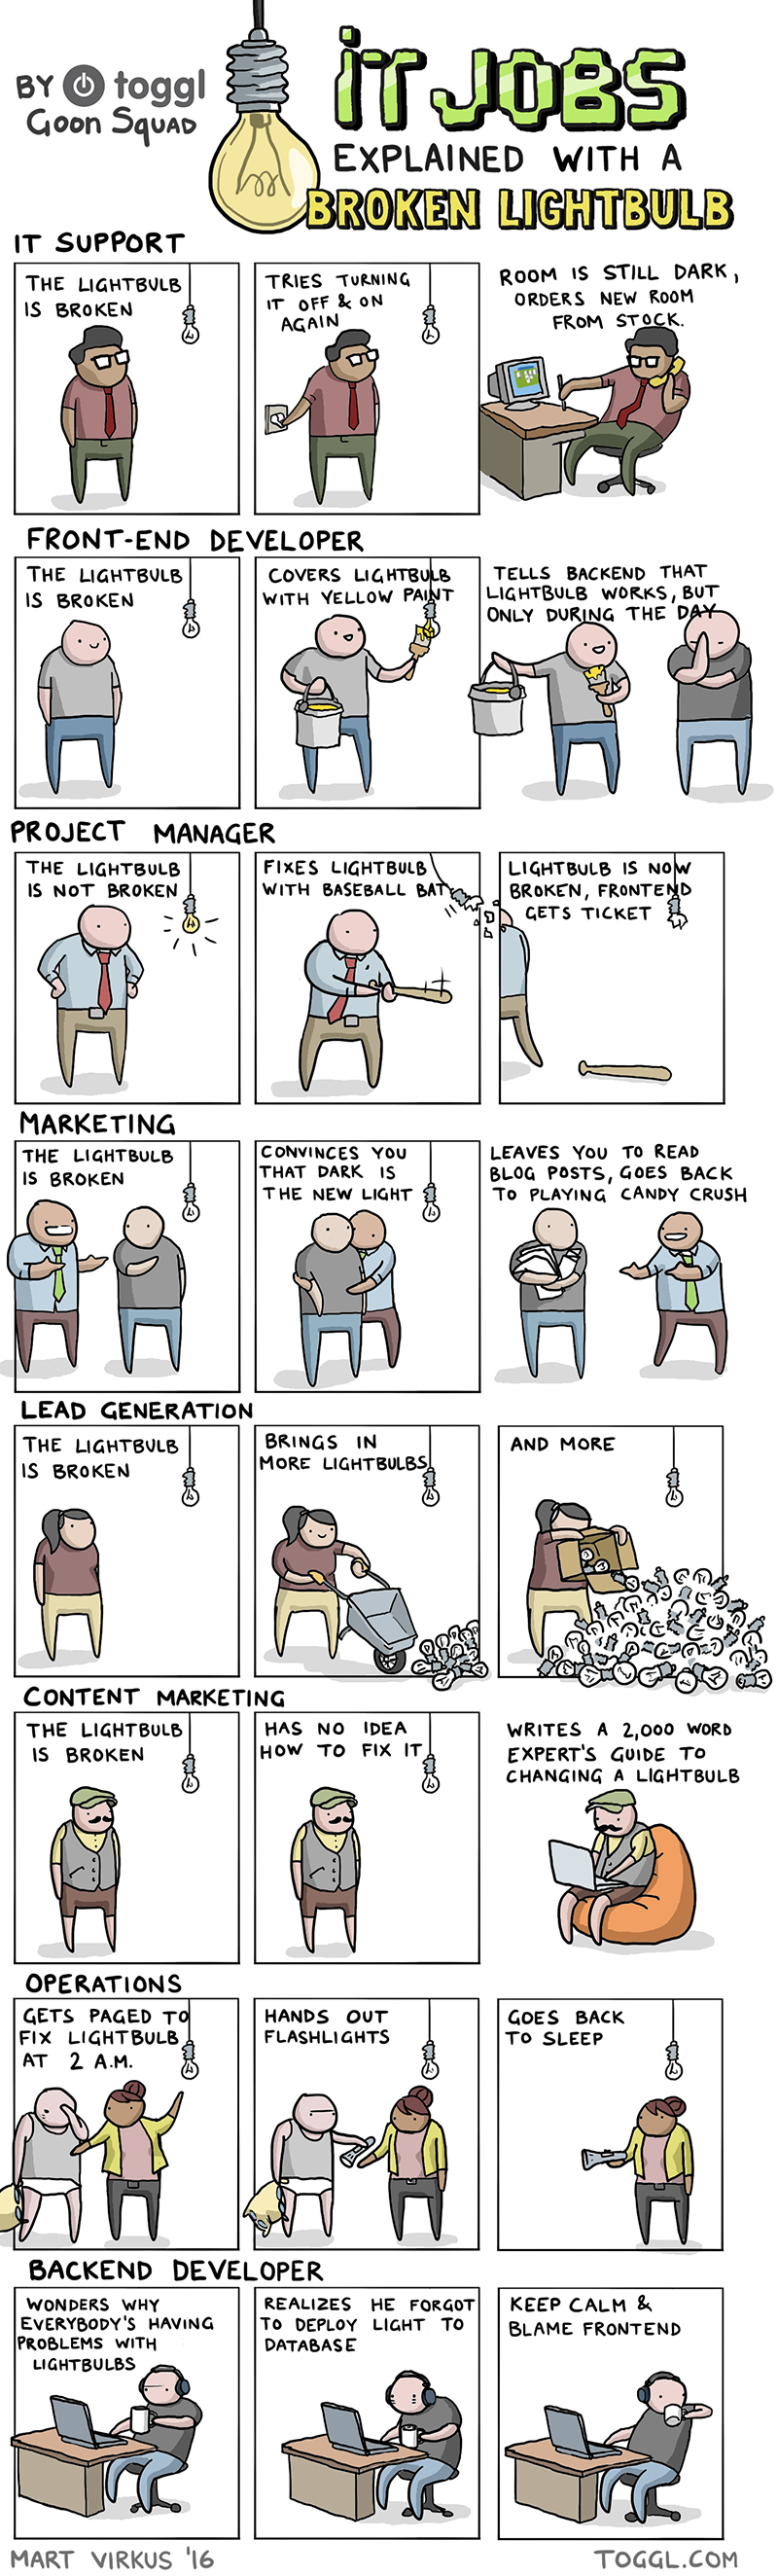 BY toggl
GOON SQUAD
IT JOBS
EXPLAINED WITH A
BROKEN LIGHTBULB
IT SUPPORT
THE LIGHTBULB
IS BROKEN
TRIES TURNING
IT OFF & ON
AGAIN
ROOM IS STILL DARK,
ORDERS NEW ROOM
FROM STOCK.
FRONT-END DEVELOPER
THE LIGHTBULB
IS BROKEN
COVERS LIGHTBULB
WITH YELLOW PAINT
TELLS BACKEND THAT
LIGHTBULB WORKS, BUT
ONLY DURING THE DAY
PROJECT MANAGER
THE LIGHTBULB
IS NOT BROKEN
FIXES LIGHTBULB
WITH BASEBALL BAT
LIGHTBULB IS NOW
BROKEN, FRONTEND
GETS TICKET
MARKETING
THE LIGHTBULB
IS BROKEN
CONVINCES YOU
THAT DARK IS
THE NEW LIGHT
LEAVES YOU TO READ
BLOG POSTS, GOES BACK
TO PLAYING CANDY CRUSH
LEAD GENERATION
THE LIGHTBULB
IS BROKEN
BRINGS IN
MORE LIGHTBULBS
AND MORE
CONTENT MARKETING
THE LIGHTBULB
IS BROKEN
HAS NO IDEA
HOW TO FIX IT
WRITES A 2,000 WORD
EXPERT'S GUIDE TO
CHANGING A LIGHTBULB
OPERATIONS
GETS PAGED TO
FIX LIGHTBULB
AT 2 A.M.
HANDS OUT
FLASHLIGHTS
GOES BACK
TO SLEEP
BACKEND DEVELOPER
WONDERS WHY
EVERYBODY'S HAVING
PROBLEMS WITH
LIGHTBULBS
REALIZES HE FORGOT
TO DEPLOY LIGHT TO
DATABASE
KEEP CALM &
BLAME FRONTEND
MART VIRKUS '16
TOGGL.COM